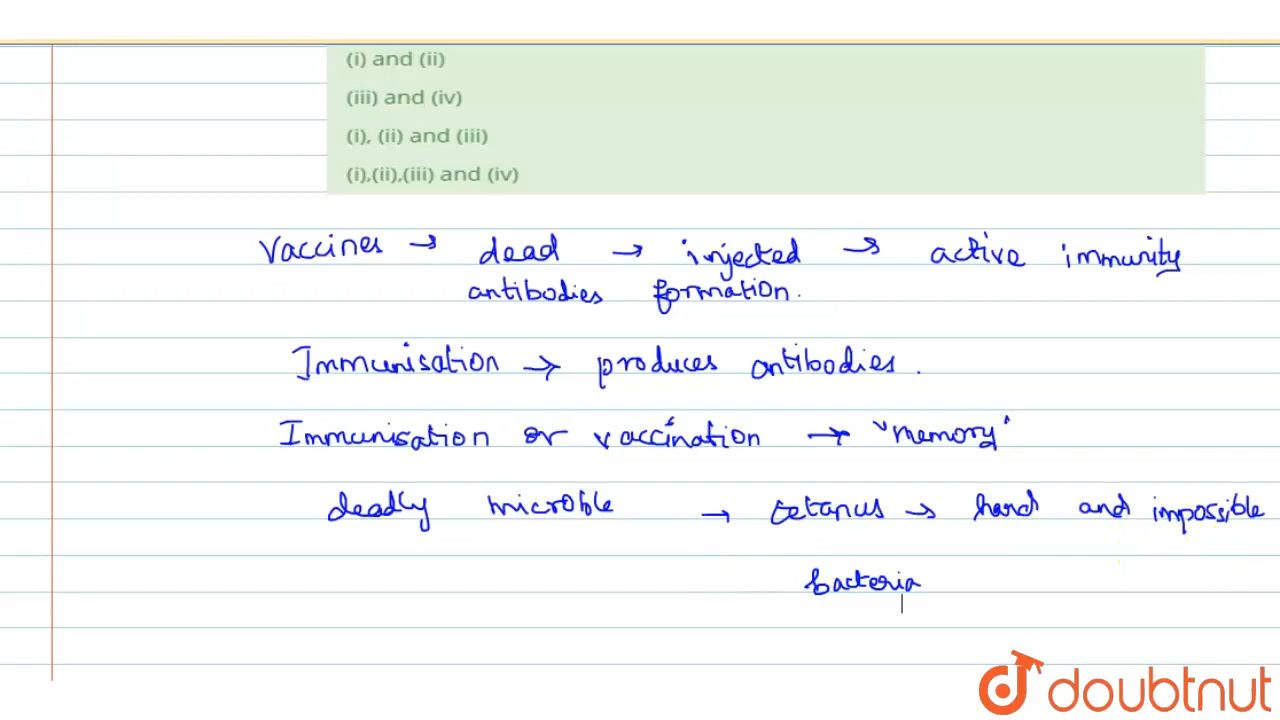 (i) and (ii)
(iii) and (iv)
(i), (ii) and (iii)
(i),(ii),(iii) and (iv)
Vaccines → dead → injected → active immunity
antibodies formation.
Immunisation → produces antibodies.
Immunisation or vaccination → "memory"
deadly microble → tetanus → hard and impossible
bacteria
doubtnut